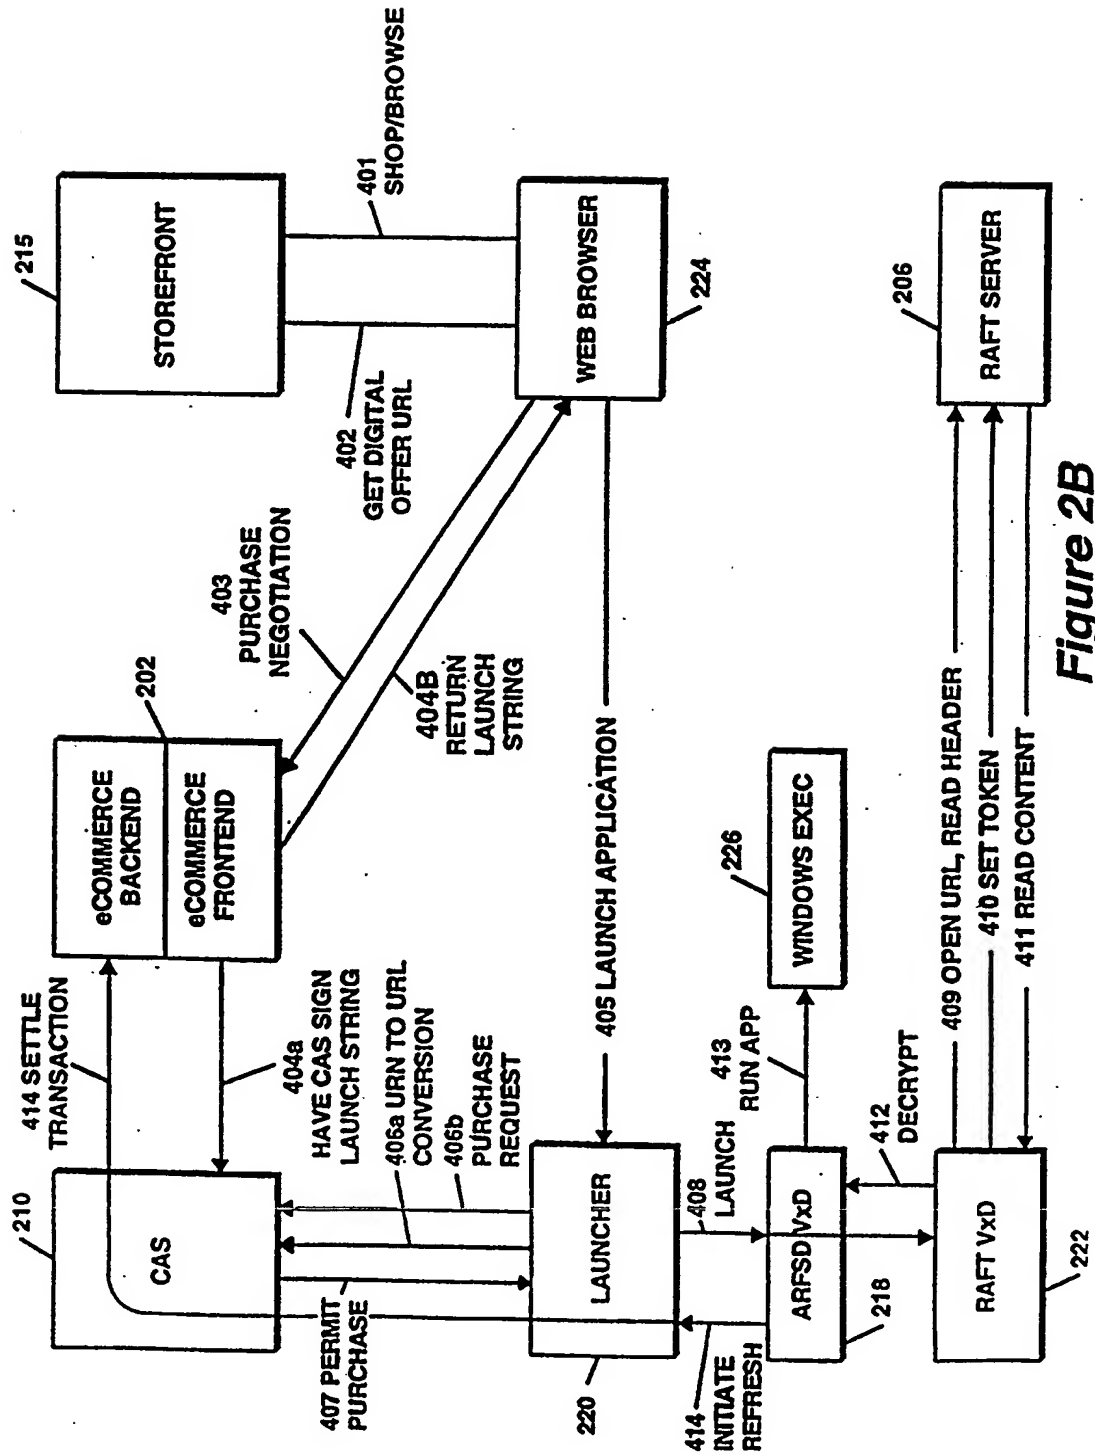 215
STOREFRONT
401
SHOP/BROWSE
402
GET DIGITAL
OFFER URL
WEB BROWSER
224
403
PURCHASE
NEGOTIATION
404B
RETURN
LAUNCH
STRING
202
eCOMMERCE
BACKEND
eCOMMERCE
FRONTEND
414 SETTLE
TRANSACTION
404a
HAVE CAS SIGN
LAUNCH STRING
210
CAS
406a URN TO URL
CONVERSION
406b PURCHASE
REQUEST
407 PERMIT
PURCHASE
405 LAUNCH APPLICATION
LAUNCHER
220
408 LAUNCH
414
INITIATE
REFRESH
ARFSD VxD
218
413
RUN APP
226
WINDOWS EXEC
412
DECRYPT
RAFT VxD
222
409 OPEN URL, READ HEADER
410 SET TOKEN
411 READ CONTENT
206
RAFT SERVER
Figure 2B